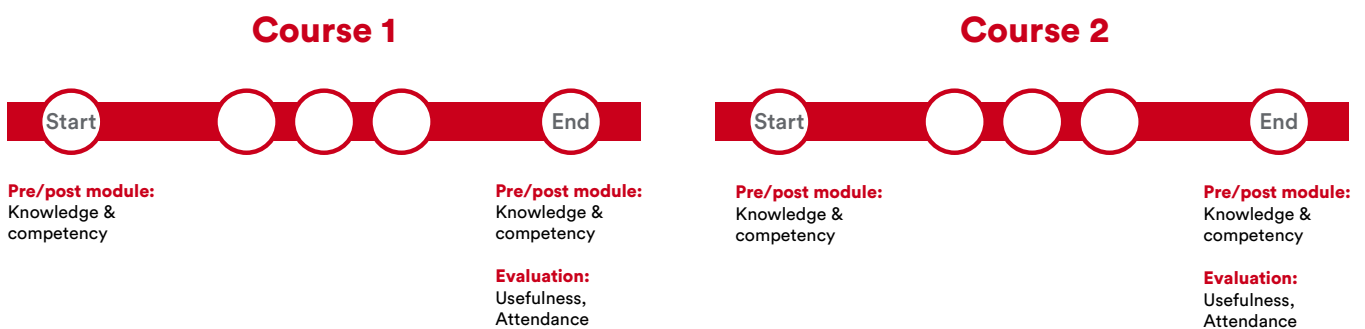 Course 1
Start
End
Pre/post module:
Knowledge &
competency
Pre/post module:
Knowledge &
competency
Evaluation:
Usefulness,
Attendance
Course 2
Start
End
Pre/post module:
Knowledge &
competency
Pre/post module:
Knowledge &
competency
Evaluation:
Usefulness,
Attendance